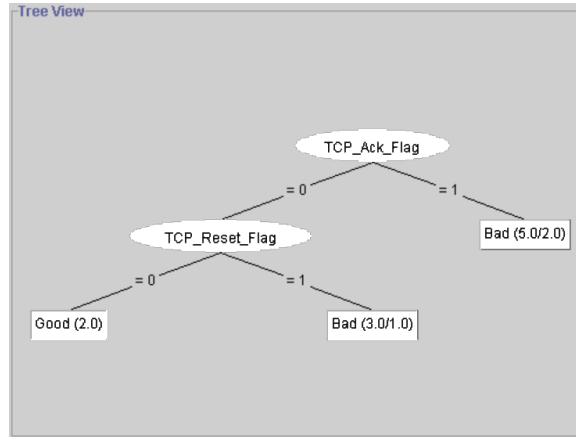 Tree View
TCP_Ack_Flag
= 0
= 1
TCP_Reset_Flag
Bad (5.0/2.0)
= 0
= 1
Good (2.0)
Bad (3.0/1.0)